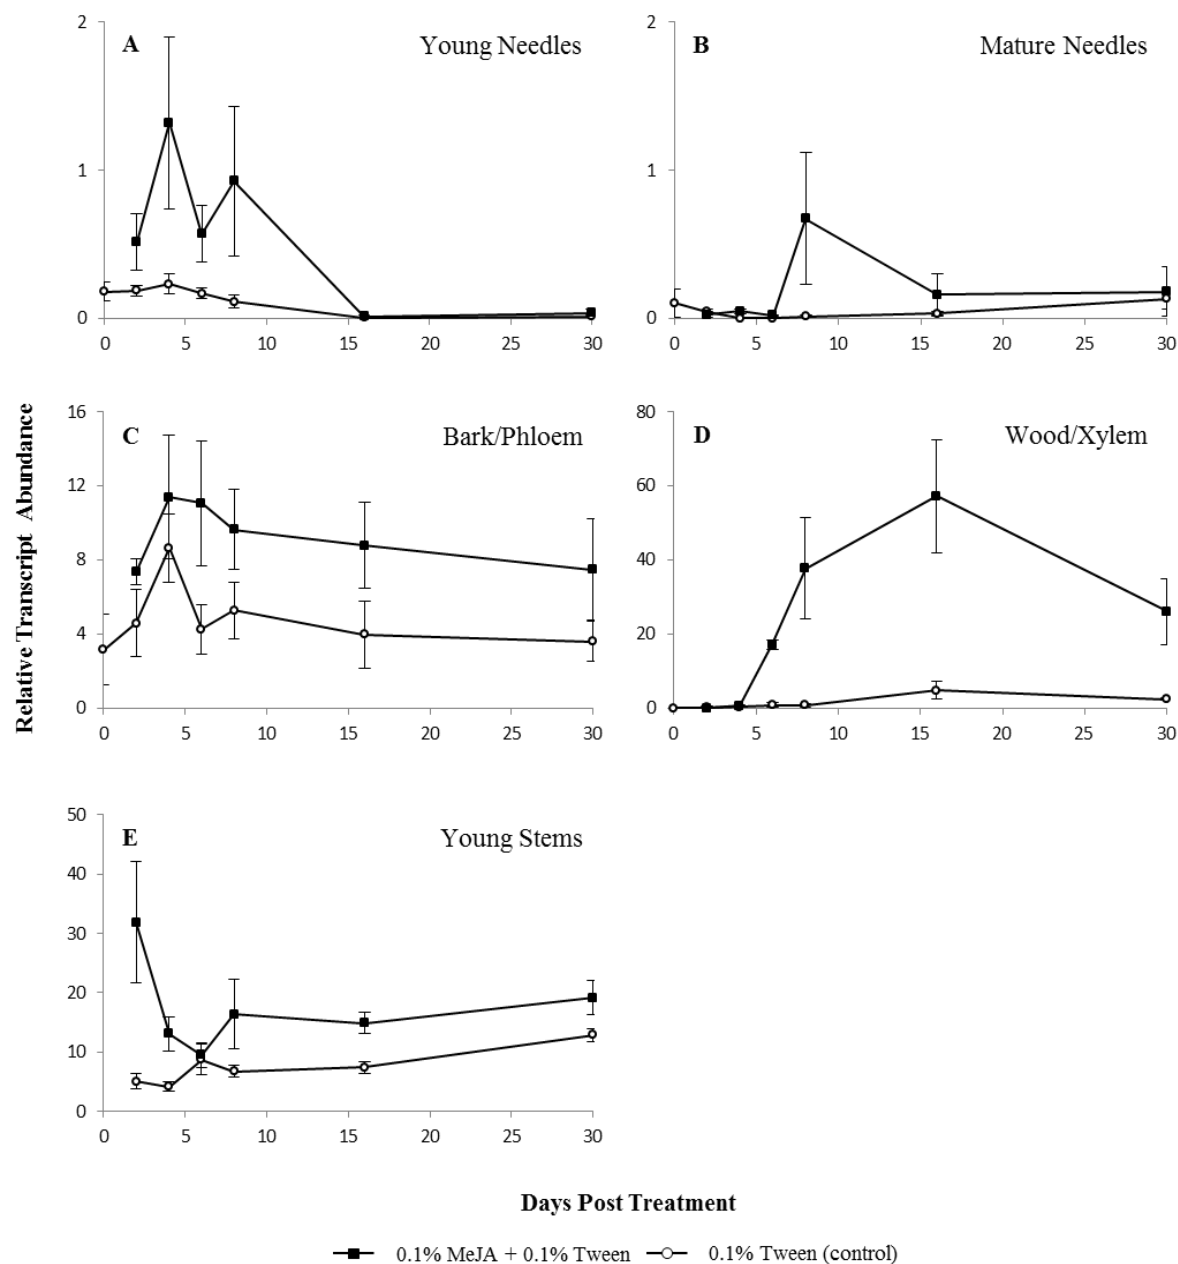 2
A
Young Needles
1
0
0 5 10 15 20 25 30
2
B
Mature Needles
1
0
0 5 10 15 20 25 30
Relative Transcript Abundance
16
C
Bark/Phloem
12
8
4
0
0 5 10 15 20 25 30
80
D
Wood/Xylem
60
40
20
0
0 5 10 15 20 25 30
50
E
Young Stems
40
30
20
10
0
0 5 10 15 20 25 30
Days Post Treatment
0.1% MeJA + 0.1% Tween 0.1% Tween (control)